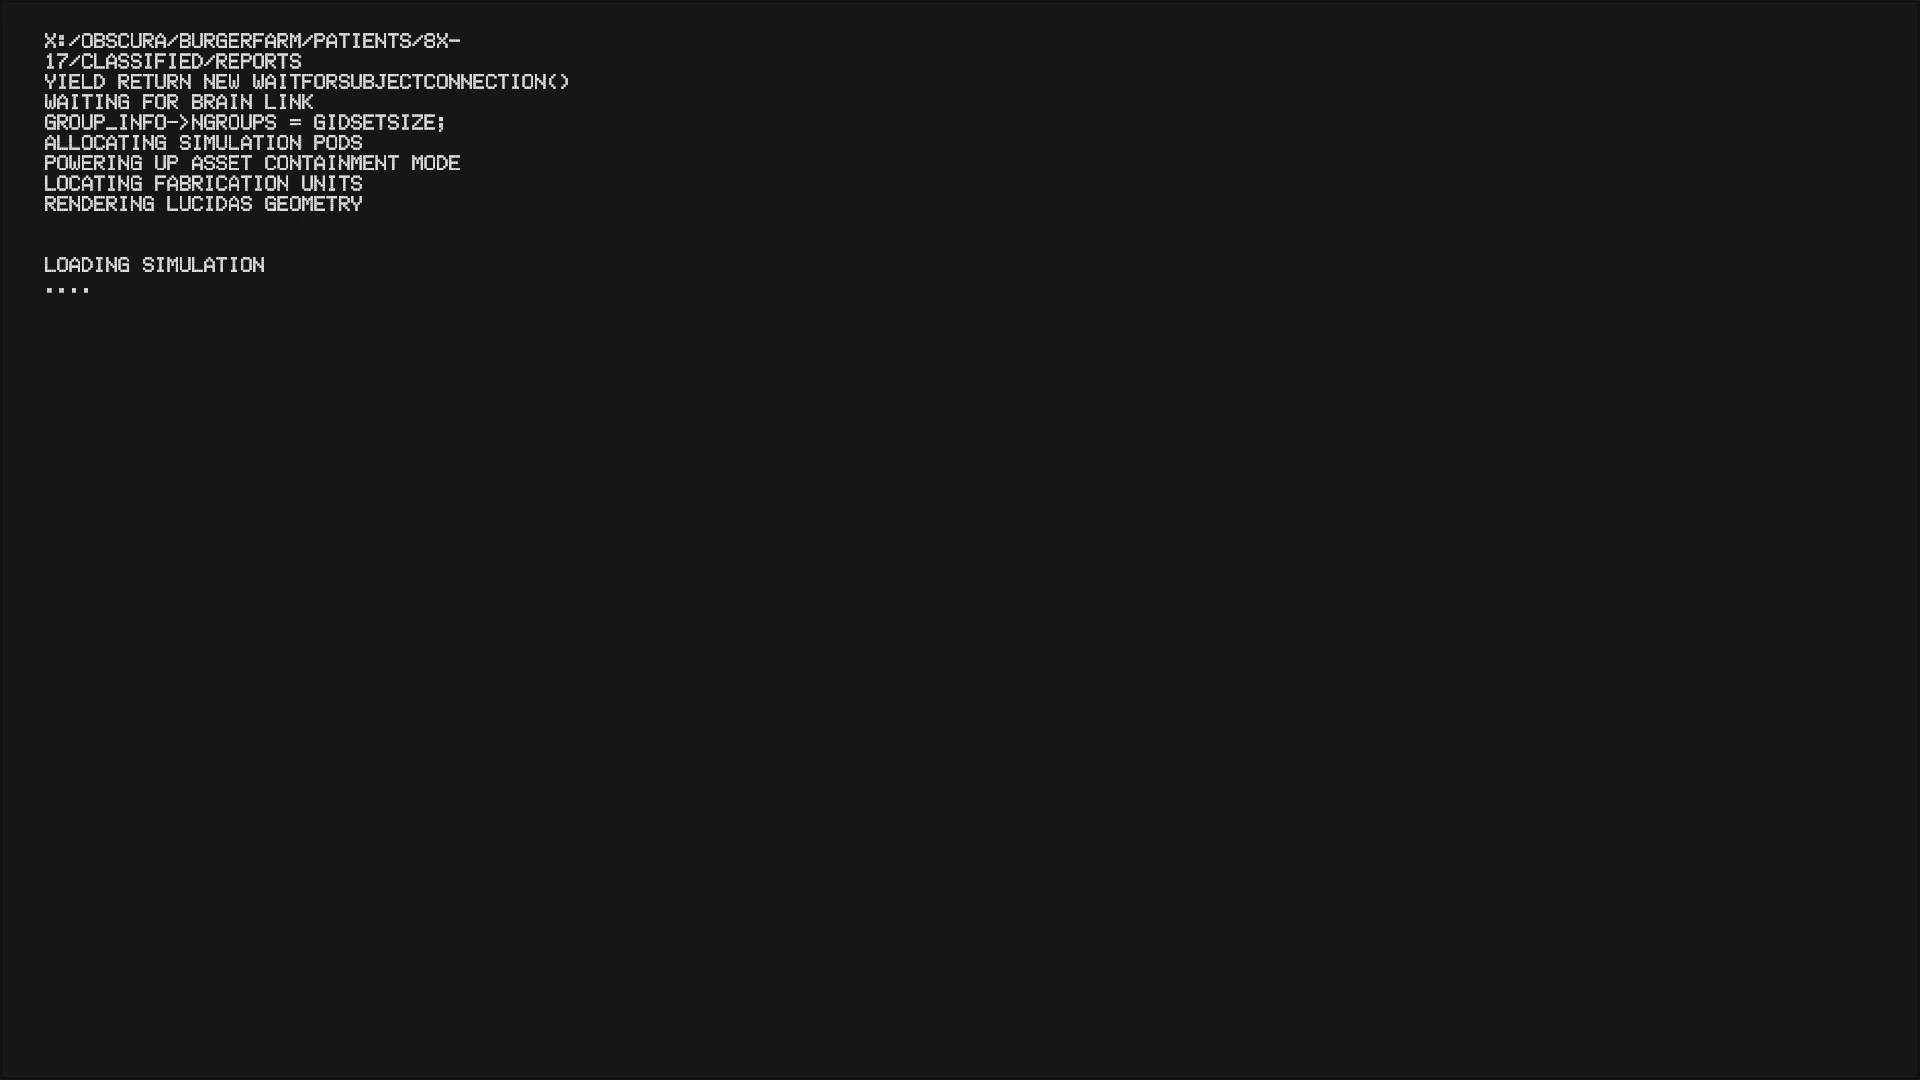 X:/OBSCURA/BURGERFARM/PATIENTS/8X-
17/CLASSIFIED/REPORTS
YIELD RETURN NEW WAITFORSUBJECTCONNECTION()
WAITING FOR BRAIN LINK
GROUP_INFO->NGROUPS = GIDSETSIZE;
ALLOCATING SIMULATION PODS
POWERING UP ASSET CONTAINMENT MODE
LOCATING FABRICATION UNITS
RENDERING LUCIDAS GEOMETRY
LOADING SIMULATION
....